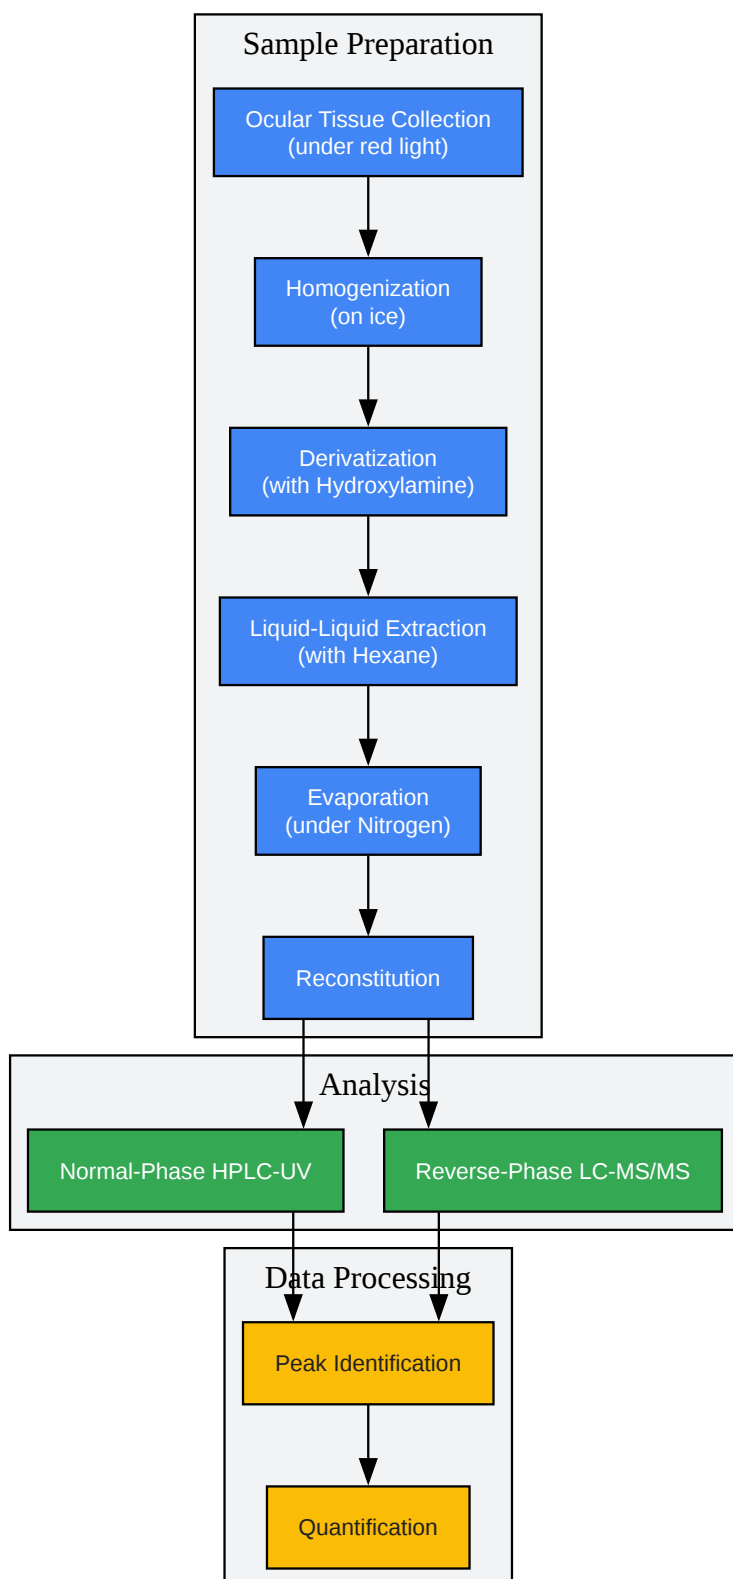 Sample Preparation
Ocular Tissue Collection
(under red light)
Homogenization
(on ice)
Derivatization
(with Hydroxylamine)
Liquid-Liquid Extraction
(with Hexane)
Evaporation
(under Nitrogen)
Reconstitution
Analysis
Normal-Phase HPLC-UV
Reverse-Phase LC-MS/MS
Data Processing
Peak Identification
Quantification